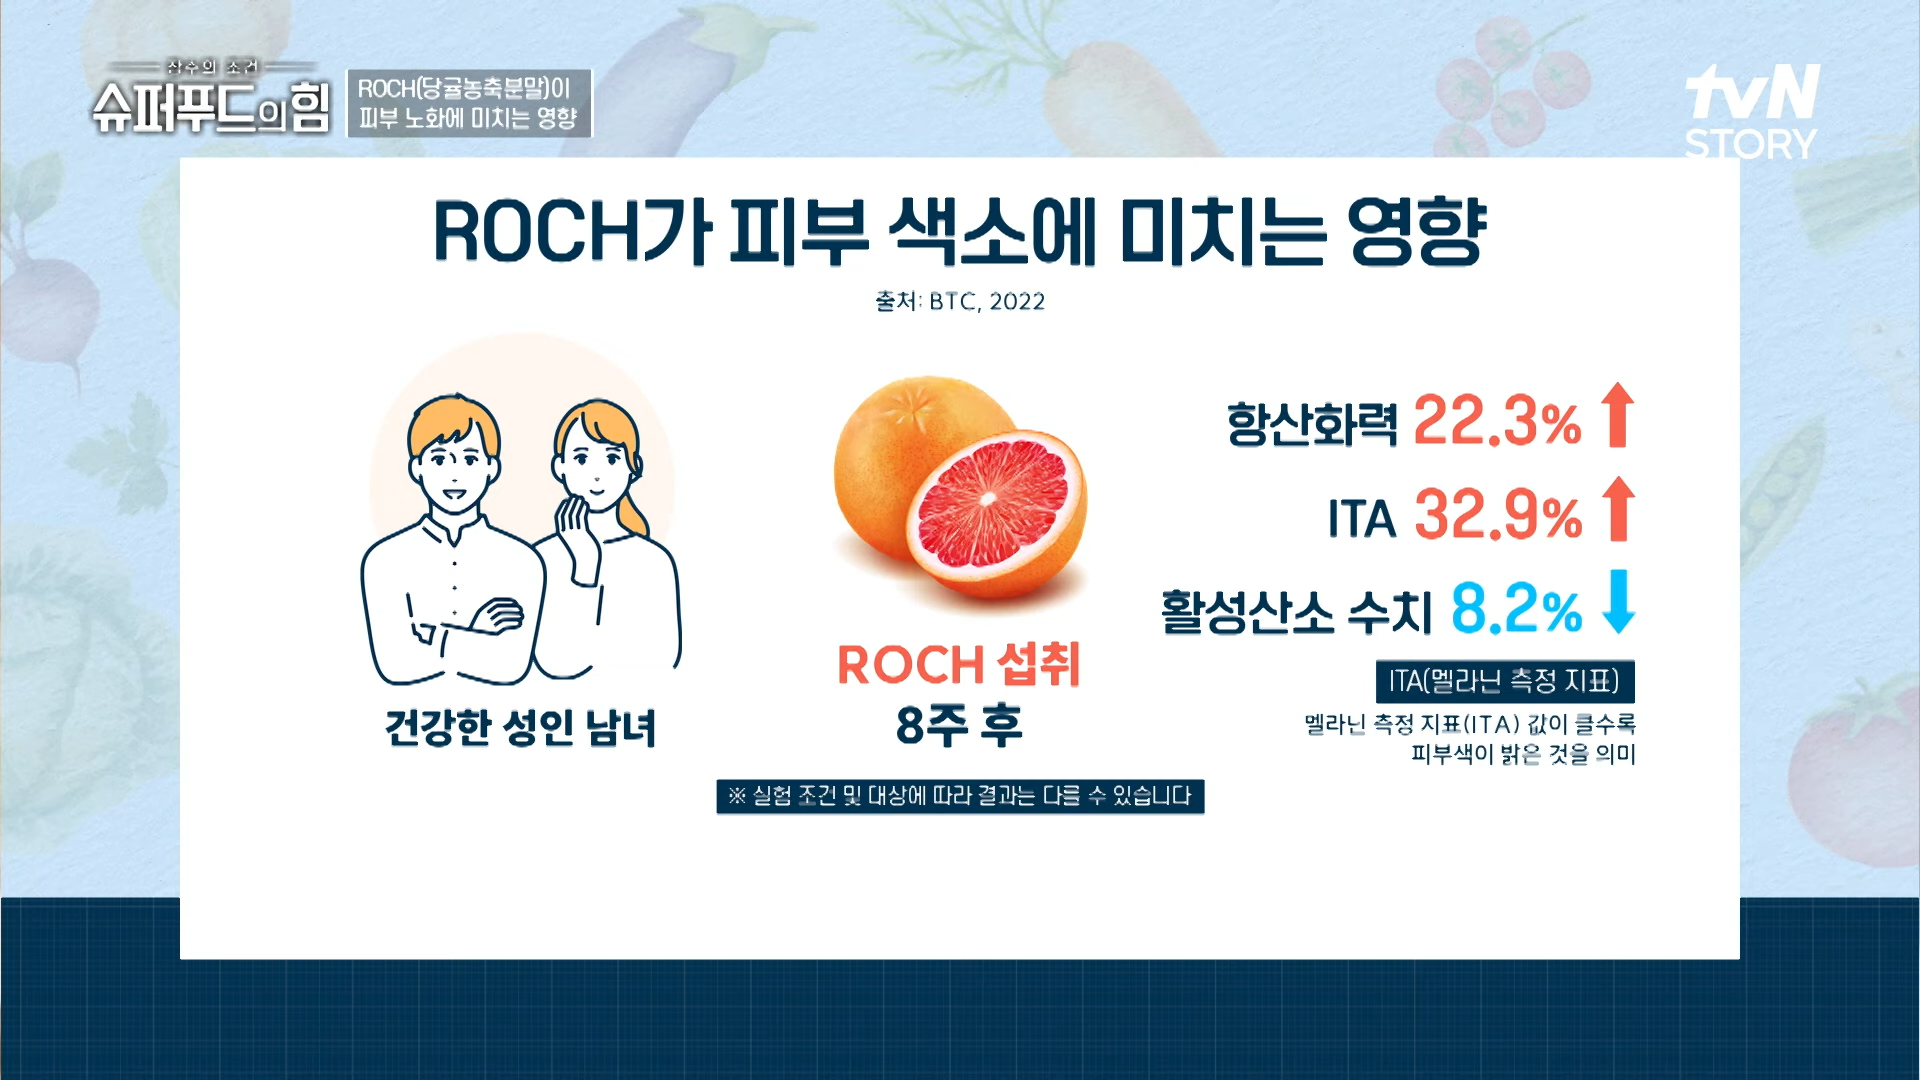 장수의 조건
슈퍼푸드의 힘
ROCH(당귤농축분말)이
피부 노화에 미치는 영향
tvN
STORY
ROCH가 피부 색소에 미치는 영향
출처: BTC, 2022
항산화력 22.3%
ITA 32.9%
활성산소 수치 8.2%
ITA(멜라닌 측정 지표)
멜라닌 측정 지표(ITA) 값이 클수록
피부색이 밝은 것을 의미
건강한 성인 남녀
ROCH 섭취
8주 후
※ 실험 조건 및 대상에 따라 결과는 다를 수 있습니다